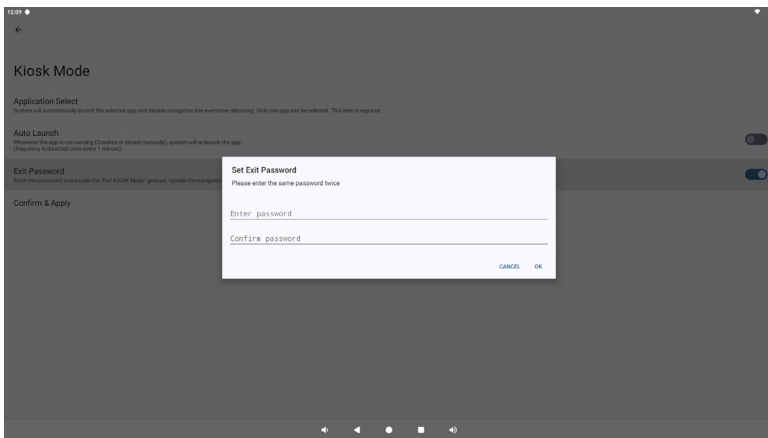 12:09
Kiosk Mode
Application Select
System will automatically launch the selected app and disable navigation bar everytime rebooting. Only one app can be selected. This item is required.
Auto Launch
Whenever the app is not running (Crashes or closed manually), system will re-launch the app.
(frequency is detected once every 1 minute)
Exit Password
Enter the password and enable the "Exit KIOSK Mode" gesture. Upslide the navigation
Confirm & Apply
Set Exit Password
Please enter the same password twice
Enter password
Confirm password
CANCEL OK